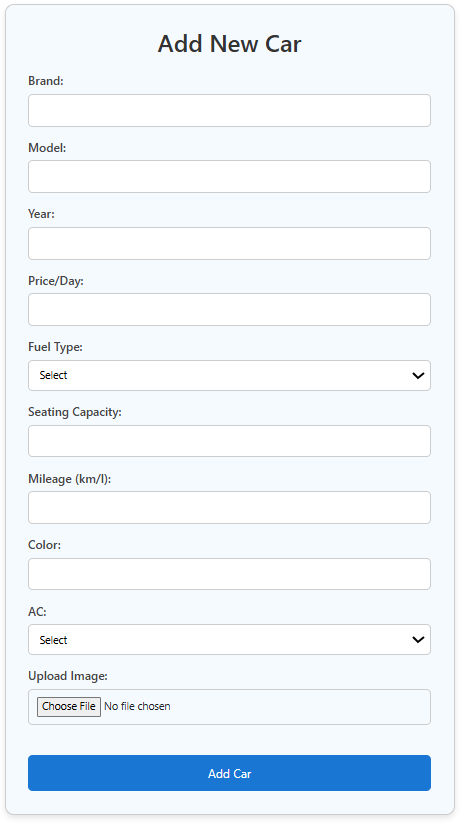 Add New Car
Brand:
Model:
Year:
Price/Day:
Fuel Type:
Select
Seating Capacity:
Mileage (km/l):
Color:
AC:
Select
Upload Image:
Choose File No file chosen
Add Car